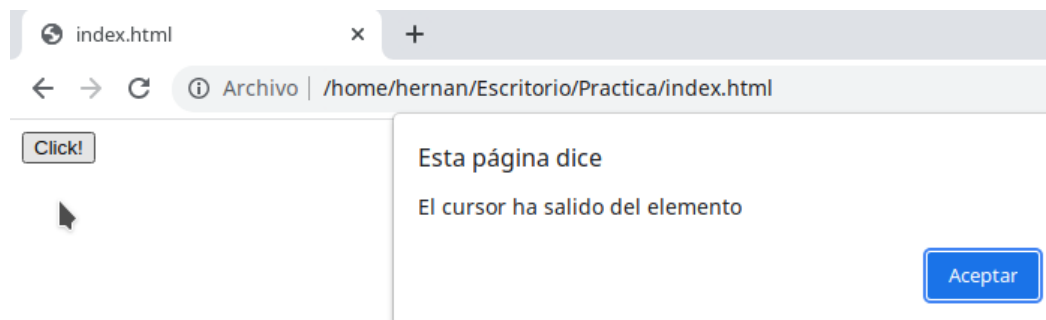 index.html
Archivo | /home/hernan/Escritorio/Practica/index.html
Click!
Esta página dice
El cursor ha salido del elemento
Aceptar